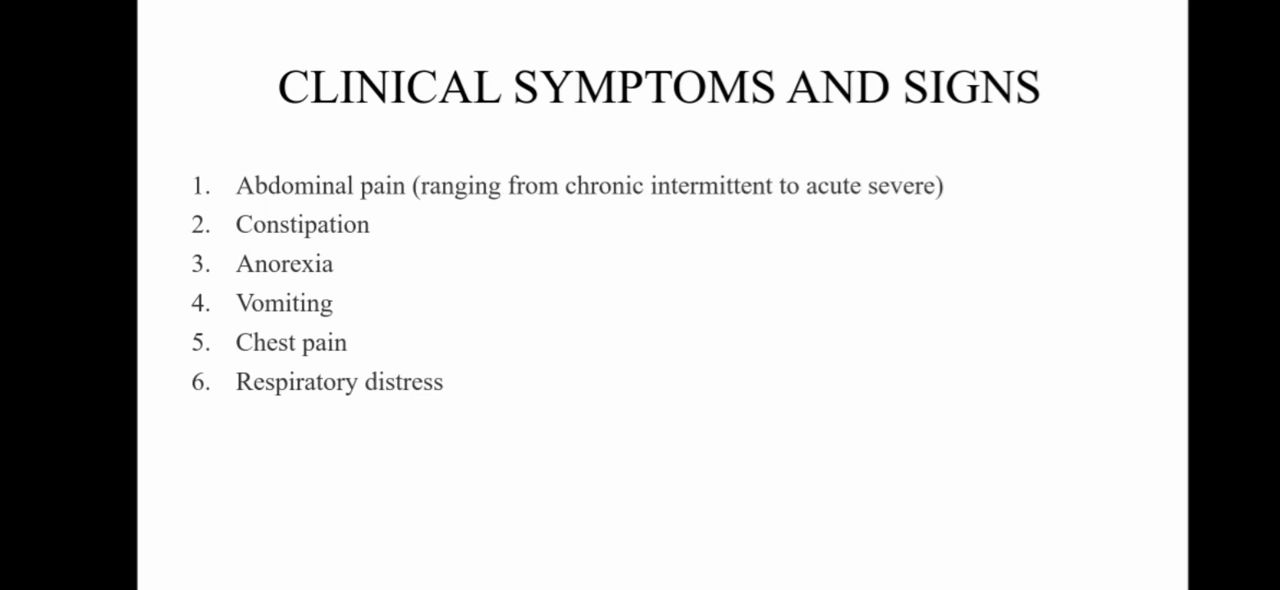 CLINICAL SYMPTOMS AND SIGNS
1. Abdominal pain (ranging from chronic intermittent to acute severe)
2. Constipation
3. Anorexia
4. Vomiting
5. Chest pain
6. Respiratory distress